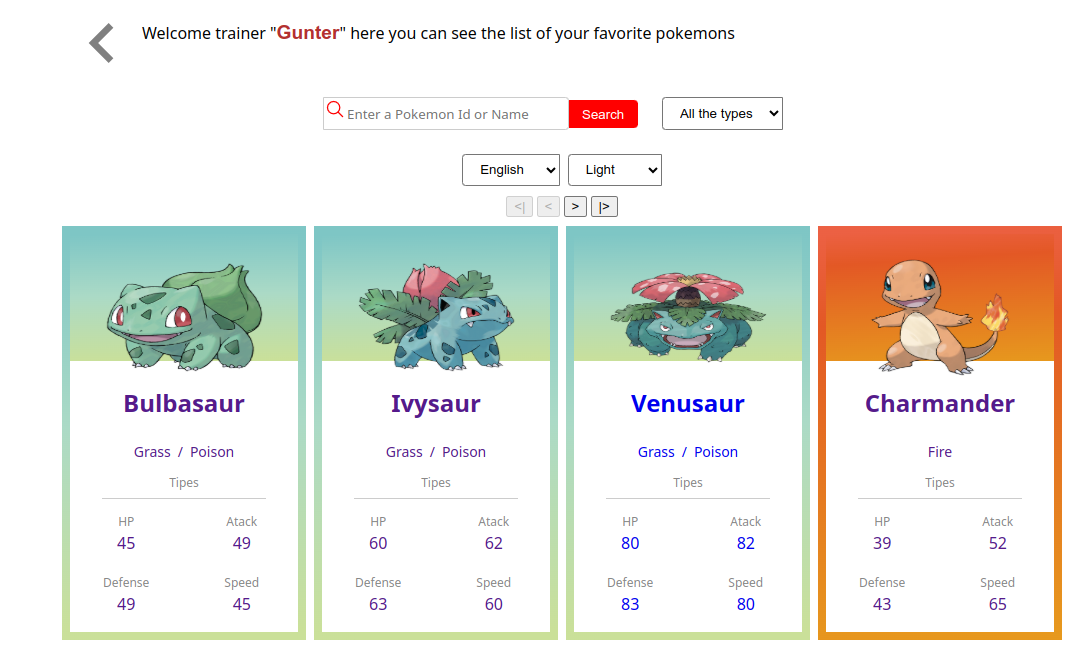 Welcome trainer "Gunter" here you can see the list of your favorite pokemons
Enter a Pokemon Id or Name Search All the types
English Light
<| < > |>
Bulbasaur Ivysaur Venusaur Charmander
Grass / Poison Grass / Poison Grass / Poison Fire
Tipes Tipes Tipes Tipes
HP Atack HP Atack HP Atack HP Atack
45 49 60 62 80 82 39 52
Defense Speed Defense Speed Defense Speed Defense Speed
49 45 63 60 83 80 43 65